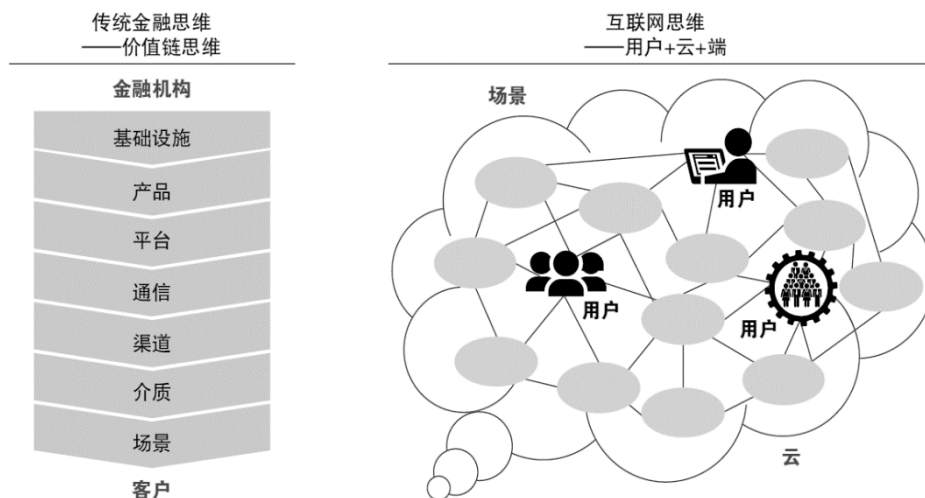 传统金融思维
——价值链思维
金融机构
基础设施
产品
平台
通信
渠道
介质
场景
客户
互联网思维
——用户+云+端
场景
用户
用户
用户
云